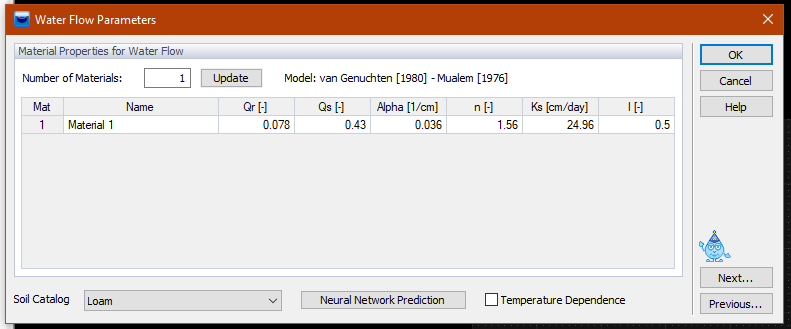 Water Flow Parameters
Material Properties for Water Flow
Number of Materials: 1 Update Model: van Genuchten [1980] - Mualem [1976]
Mat Name Qr [-] Qs [-] Alpha [1/cm] n [-] Ks [cm/day] l [-]
1 Material 1 0.078 0.43 0.036 1.56 24.96 0.5
OK
Cancel
Help
Next...
Previous...
Soil Catalog Loam Neural Network Prediction Temperature Dependence